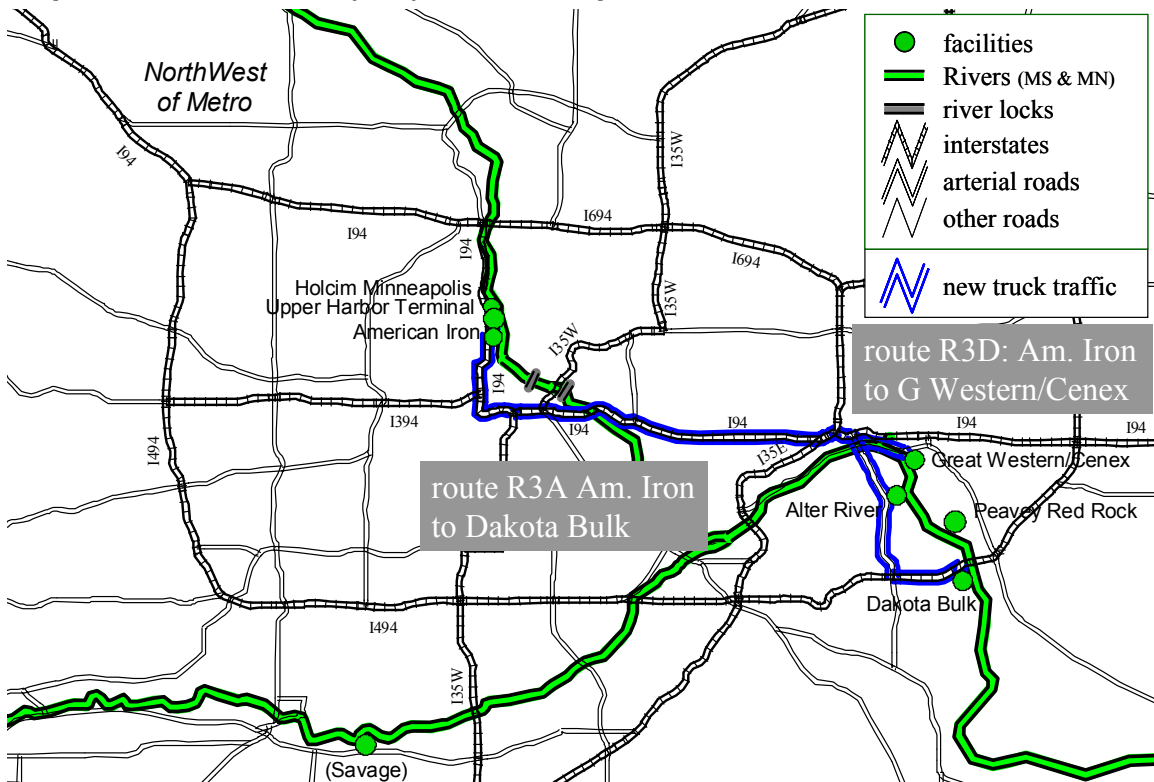 NorthWest
of Metro
facilities
Rivers (MS & MN)
river locks
interstates
arterial roads
other roads
new truck traffic
I94
I35W
I694
I94
I94
I694
Holcim Minneapolis
Upper Harbor Terminal
American Iron
I35W
I35W
I94
route R3D: Am. Iron
to G Western/Cenex
I394
I94
I94
I94
I94
I494
I35E
Great Western/Cenex
route R3A Am. Iron
to Dakota Bulk
Alter River
Peavey Red Rock
Dakota Bulk
I494
I35W
(Savage)